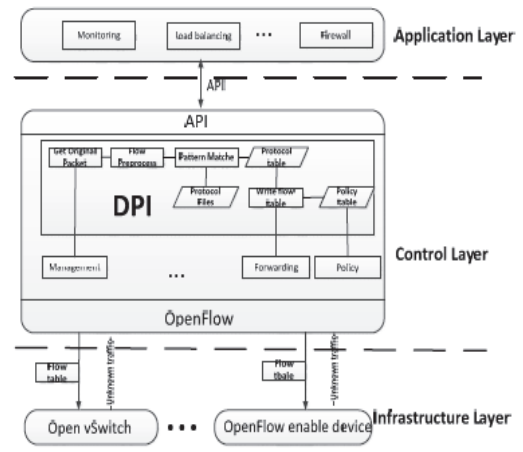 Monitoring
load balancing
...
Firewall
Application Layer
API
API
Get Original
Packet
Flow
Preprocess
Pattern Matche
Protocol
table
Protocol
Files
Write flow
table
Policy
table
DPI
Management
...
Forwarding
Policy
Control Layer
OpenFlow
Flow
table
Unknown traffic
Flow
tbale
Unknown traffic
Open vSwitch
...
OpenFlow enable device
Infrastructure Layer